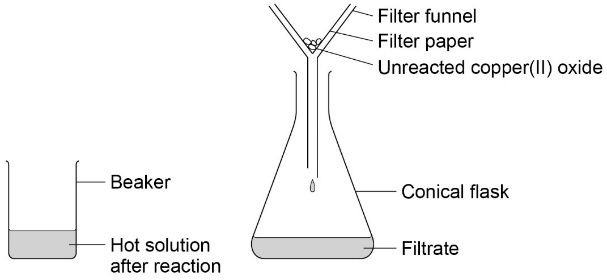 Filter funnel
Filter paper
Unreacted copper(II) oxide
Beaker
Conical flask
Hot solution
after reaction
Filtrate